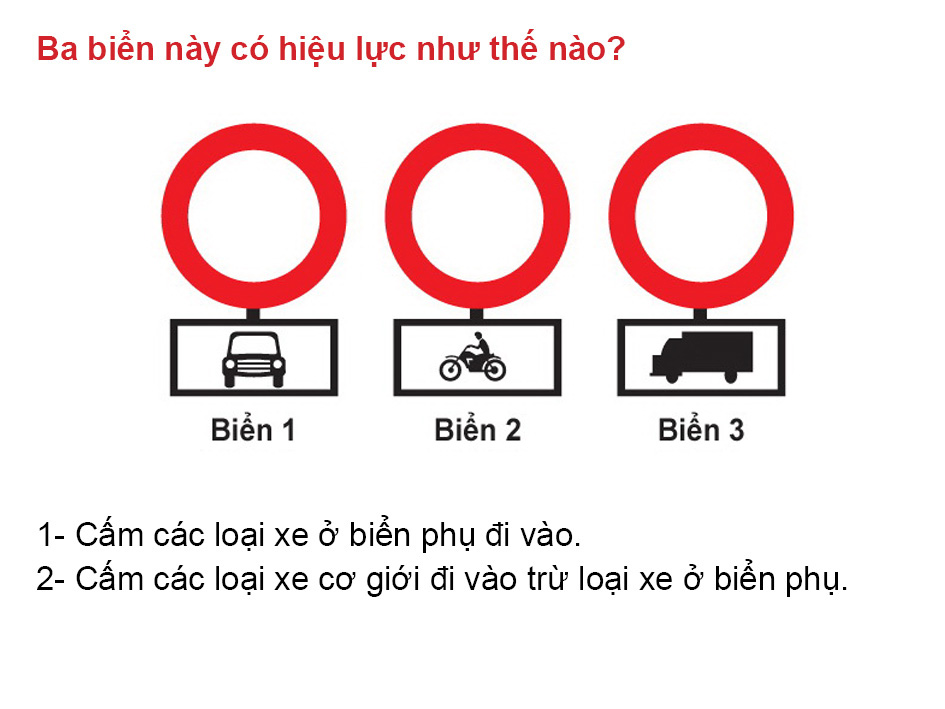 Ba biển này có hiệu lực như thế nào?
Biển 1 Biển 2 Biển 3
1- Cấm các loại xe ở biển phụ đi vào.
2- Cấm các loại xe cơ giới đi vào trừ loại xe ở biển phụ.